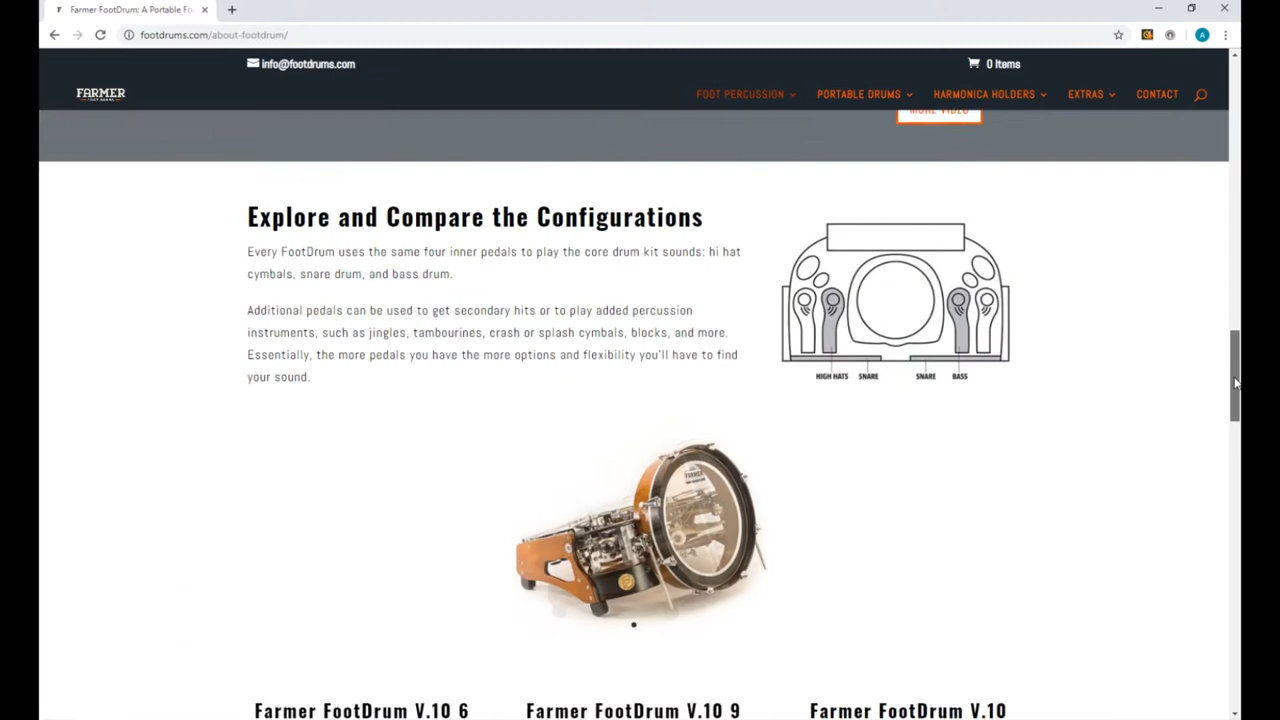 Farmer FootDrum: A Portable Fo
footdrums.com/about-footdrum/
A
info@footdrums.com
0 Items
FARMER
FOOT DRUMS
FOOT PERCUSSION
PORTABLE DRUMS
HARMONICA HOLDERS
EXTRAS
CONTACT
MORE VIDEO
Explore and Compare the Configurations
Every FootDrum uses the same four inner pedals to play the core drum kit sounds: hi hat
cymbals, snare drum, and bass drum.
Additional pedals can be used to get secondary hits or to play added percussion
instruments, such as jingles, tambourines, crash or splash cymbals, blocks, and more.
Essentially, the more pedals you have the more options and flexibility you'll have to find
your sound.
HIGH HATS
SNARE
SNARE
BASS
FARMER
Farmer FootDrum V.10 6
Farmer FootDrum V.10 9
Farmer FootDrum V.10